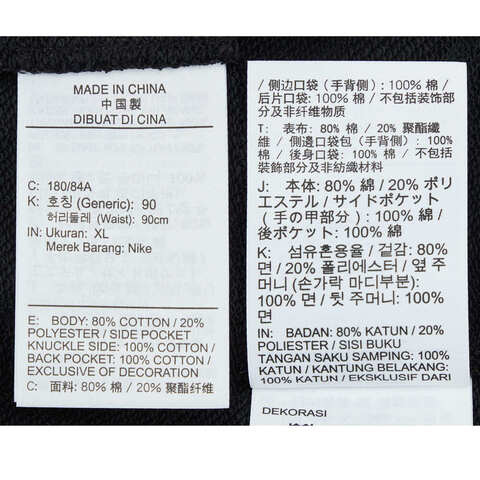 MADE IN CHINA
中国製
DIBUAT DI CINA
C: 180/84A
K: 호칭 (Generic): 90
허리둘레 (Waist): 90cm
IN: Ukuran: XL
Merek Barang: Nike
E: BODY: 80% COTTON / 20%
POLYESTER / SIDE POCKET
KNUCKLE SIDE: 100% COTTON /
BACK POCKET: 100% COTTON /
EXCLUSIVE OF DECORATION
C: 面料: 80% 棉 / 20% 聚酯纤维
/ 侧边口袋 (手背側) : 100% 棉 /
后片口袋: 100% 棉 / 不包括装饰部
分及非纤维物质
T: 表布: 80% 棉 / 20% 聚酯纖
維 / 側邊口袋包 (手背側) : 100%
棉 / 後身口袋: 100% 棉 / 不包括
裝飾部分及非紡織材料
J: 本体: 80% 綿 / 20% ポリ
エステル / サイドポケット
(手の甲部分) : 100% 綿 /
後ポケット: 100% 綿
K: 섬유혼용율 / 겉감: 80%
면 / 20% 폴리에스터 / 옆 주
머니 (손가락 마디부분):
100% 면 / 뒷 주머니: 100%
면
IN: BADAN: 80% KATUN / 20%
POLIESTER / SISI BUKU
TANGAN SAKU SAMPING: 100%
KATUN / KANTUNG BELAKANG:
100% KATUN / EKSKLUSIF DARI
DEKORASI